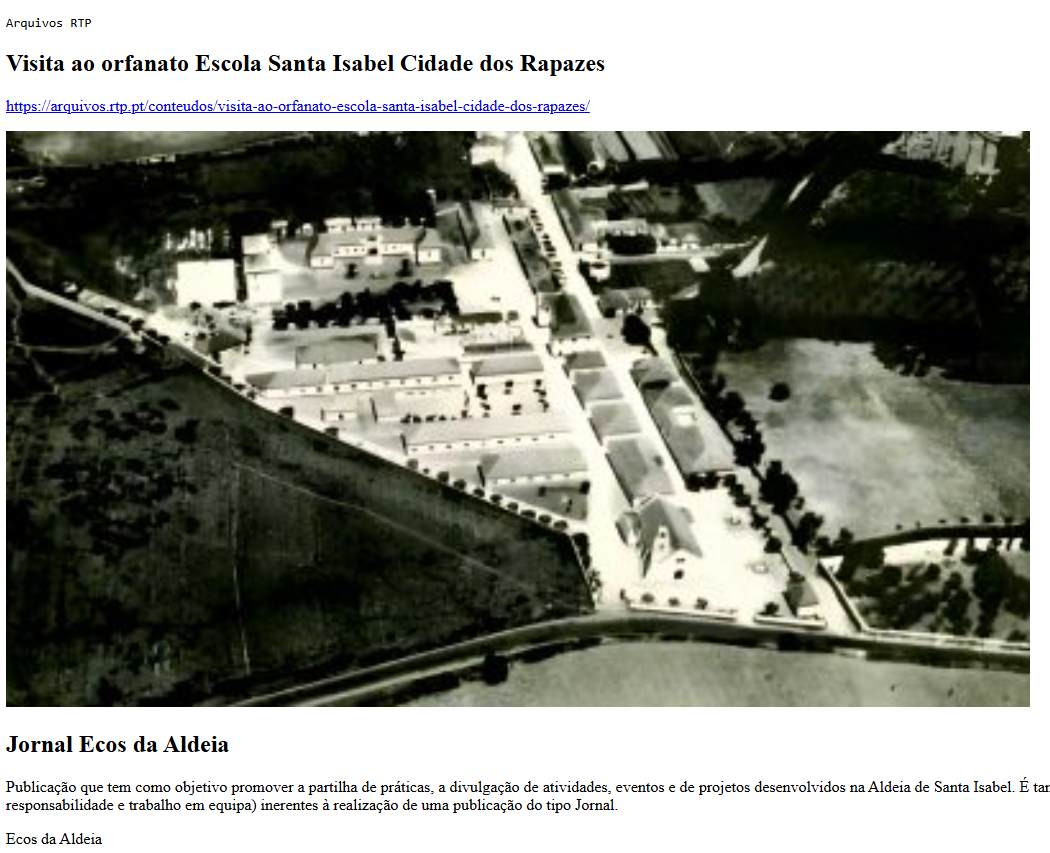 Arquivos RTP
Visita ao orfanato Escola Santa Isabel Cidade dos Rapazes
https://arquivos.rtp.pt/conteudos/visita-ao-orfanato-escola-santa-isabel-cidade-dos-rapazes/
Jornal Ecos da Aldeia
Publicação que tem como objetivo promover a partilha de práticas, a divulgação de atividades, eventos e de projetos desenvolvidos na Aldeia de Santa Isabel. É
responsabilidade e trabalho em equipa) inerentes à realização de uma publicação do tipo Jornal.
Ecos da Aldeia